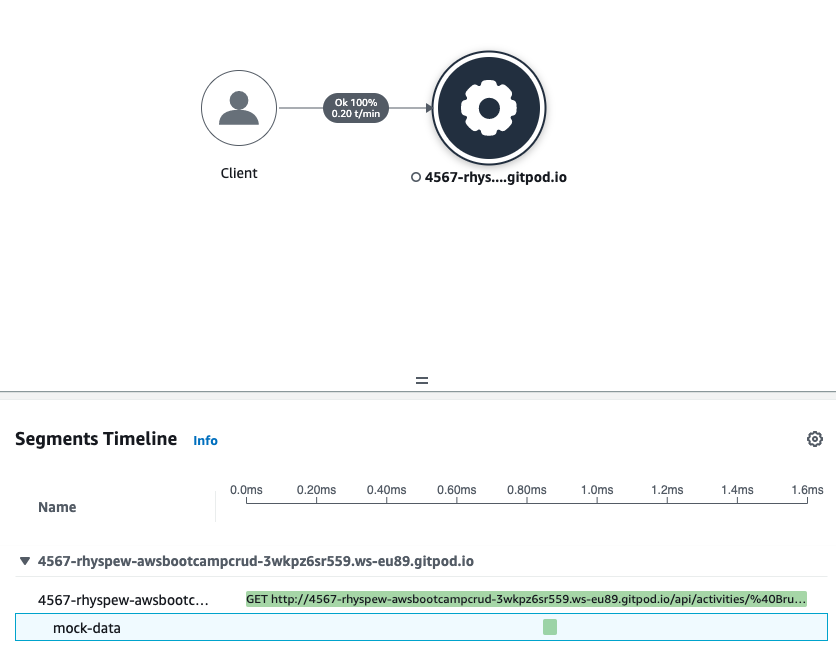 Ok 100%
0.20 t/min
Client
4567-rhys....gitpod.io
Segments Timeline Info
0.0ms 0.20ms 0.40ms 0.60ms 0.80ms 1.0ms 1.2ms 1.4ms 1.6ms
Name
4567-rhyspew-awsbootcampcrud-3wkpz6sr559.ws-eu89.gitpod.io
4567-rhyspew-awsbootc... GET http://4567-rhyspew-awsbootcampcrud-3wkpz6sr559.ws-eu89.gitpod.io/api/activities/%40Bru...
mock-data